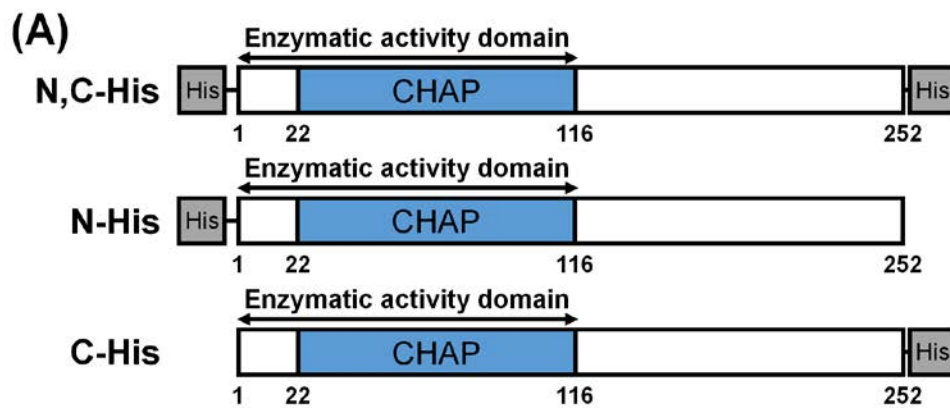 (A)
Enzymatic activity domain
N,C-His His CHAP His
1 22 116 252
Enzymatic activity domain
N-His His CHAP
1 22 116 252
Enzymatic activity domain
C-His CHAP His
1 22 116 252